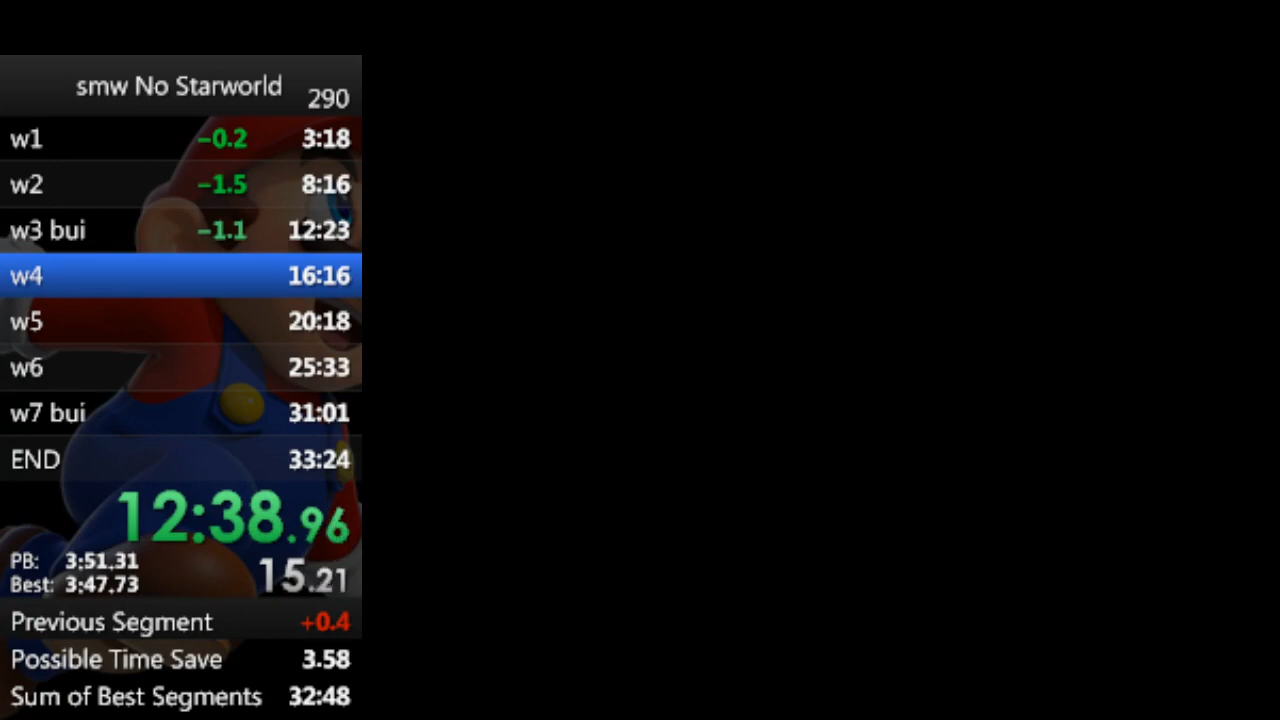 smw No Starworld
290
w1 −0.2 3:18
w2 −1.5 8:16
w3 bui −1.1 12:23
w4 16:16
w5 20:18
w6 25:33
w7 bui 31:01
END 33:24
12:38.96
PB: 3:51.31
Best: 3:47.73
15.21
Previous Segment +0.4
Possible Time Save 3.58
Sum of Best Segments 32:48